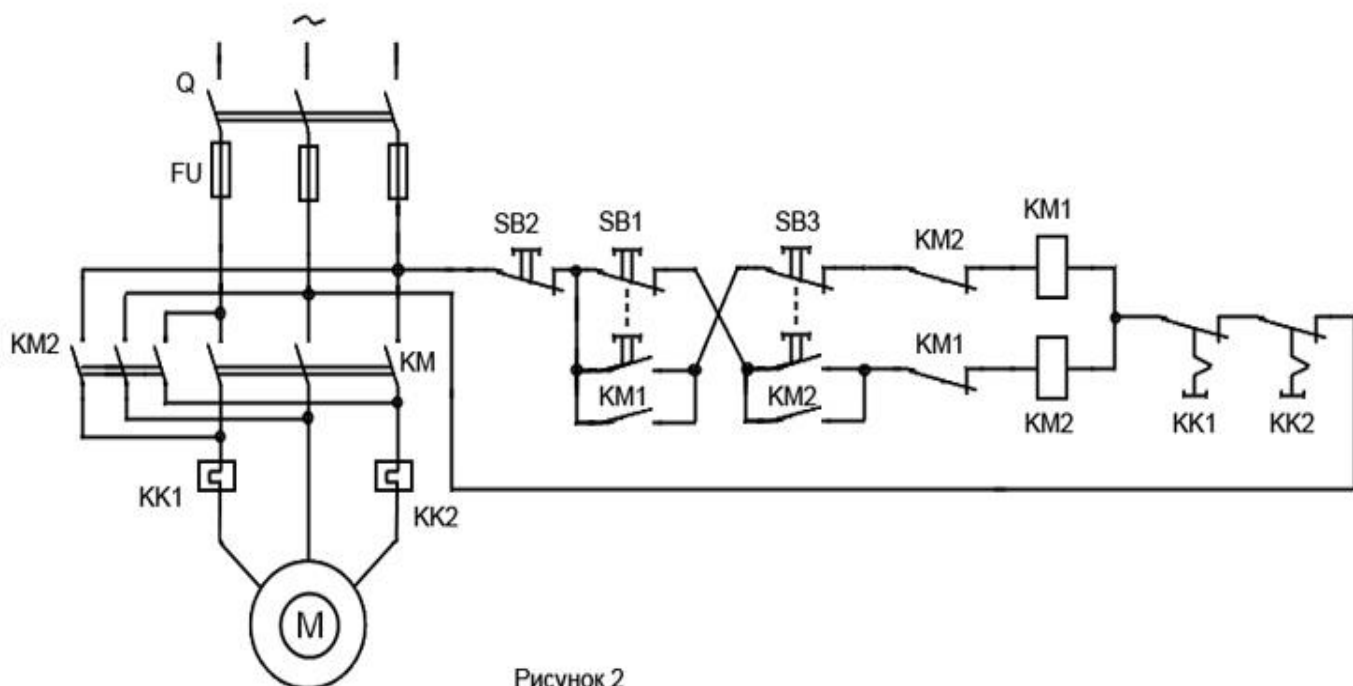 ~
Q
FU
SB2 SB1 SB3 KM2 KM1
KM2 KM KM1 KM2 KM1 KM2
KK1 KK2
KK1 KK2
M
Рисунок 2